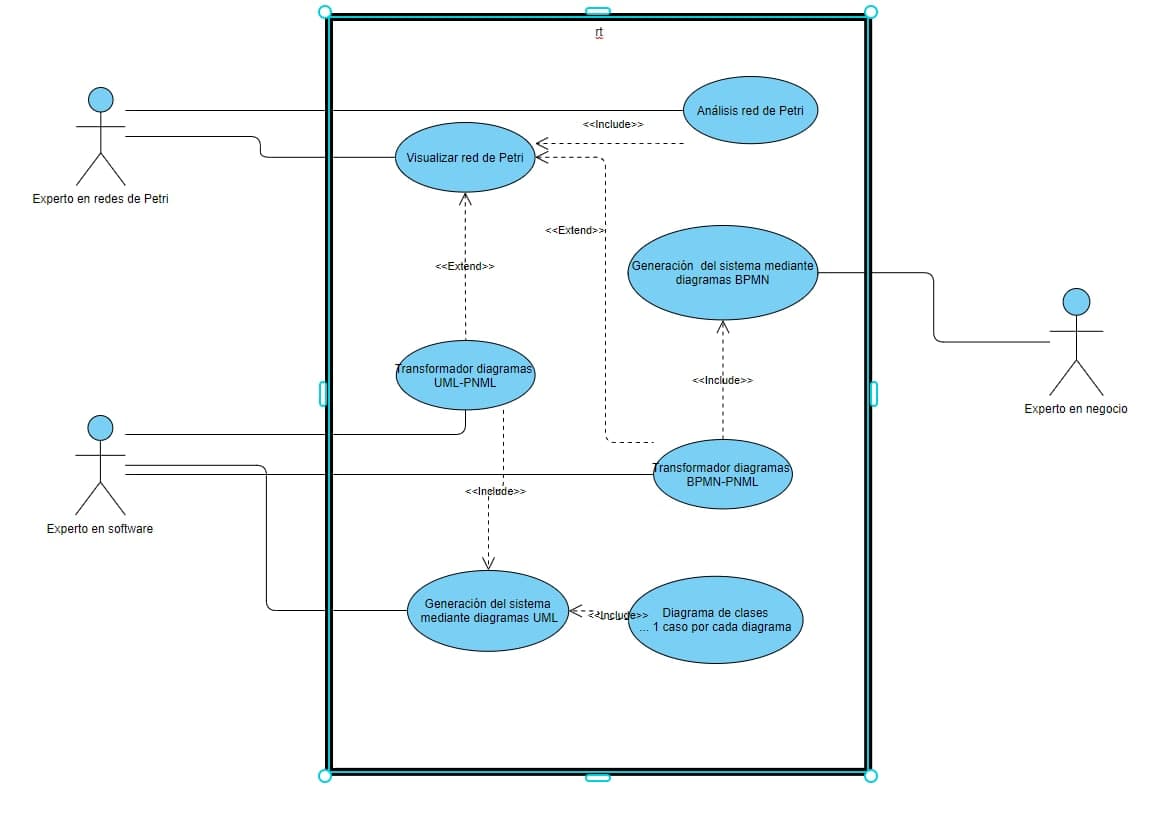 rt
Análisis red de Petri
<<Include>>
Visualizar red de Petri
Experto en redes de Petri
<<Extend>>
<<Extend>>
Generación del sistema mediante
diagramas BPMN
Transformador diagramas
UML-PNML
<<Include>>
Experto en negocio
Transformador diagramas
BPMN-PNML
<<Include>>
Experto en software
Generación del sistema
mediante diagramas UML
<<Include>>
Diagrama de clases
... 1 caso por cada diagrama